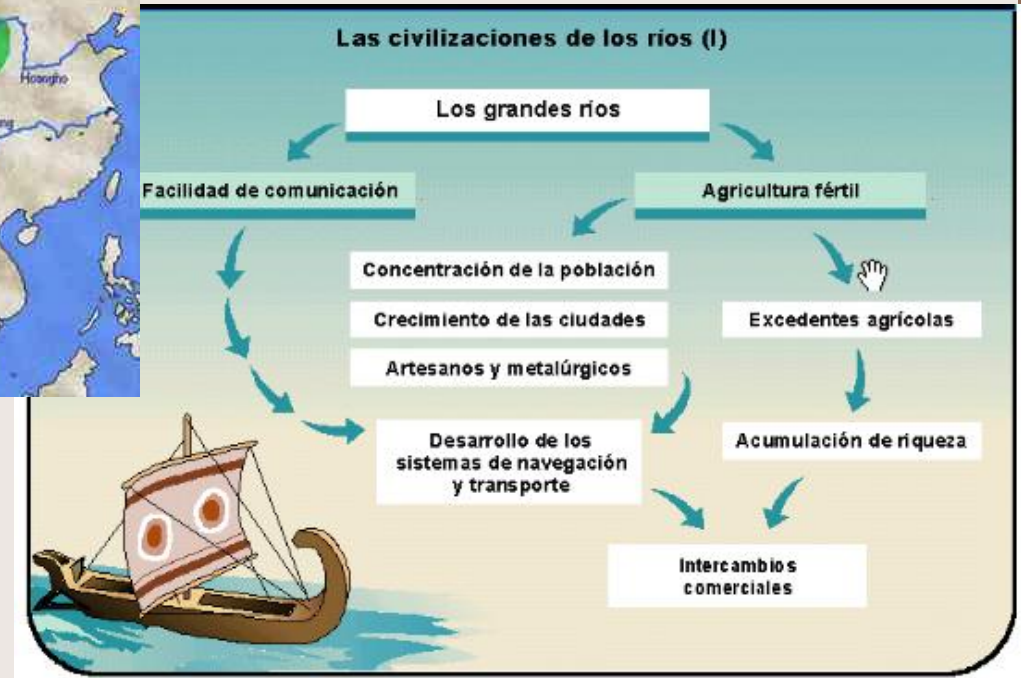 Las civilizaciones de los ríos (I)
Hoangho
Los grandes ríos
Facilidad de comunicación
Agricultura fértil
Concentración de la población
Crecimiento de las ciudades
Excedentes agrícolas
Artesanos y metalúrgicos
Desarrollo de los
sistemas de navegación
y transporte
Acumulación de riqueza
Intercambios
comerciales